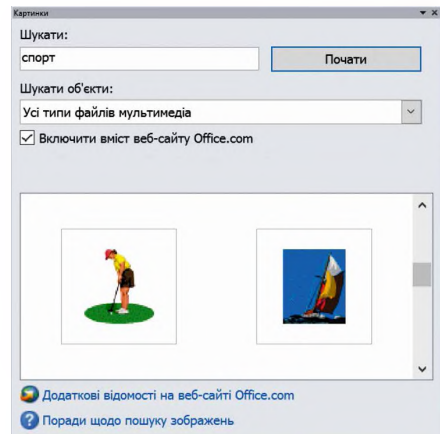 Картинки
Шукати:
спорт
Почати
Шукати об'єкти:
Усі типи файлів мультимедіа
Включити вміст веб-сайту Office.com
Додаткові відомості на веб-сайті Office.com
Поради щодо пошуку зображень